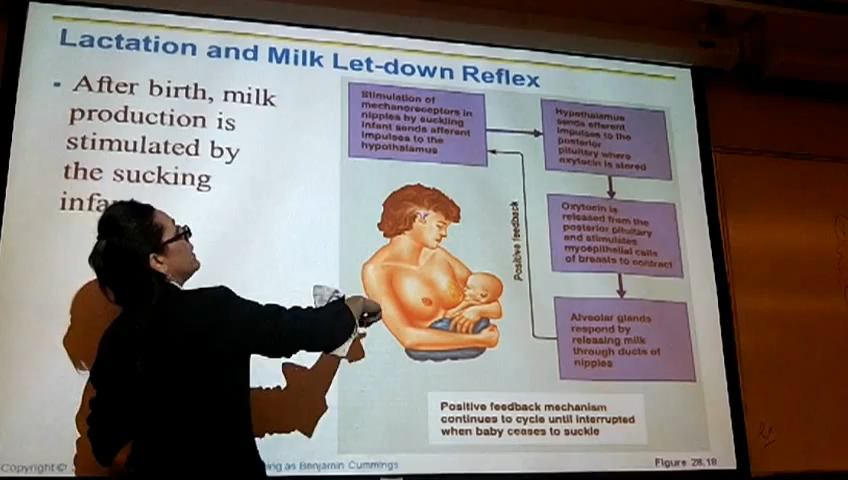 Lactation and Milk Let-down Reflex
▪ After birth, milk
production is
stimulated by
the sucking
infa
Stimulation of
mechanoreceptors in
nipples by suckling
infant sends afferent
impulses to the
hypothalamus
Hypothalamus
sends efferent
impulses to the
posterior
pituitary where
oxytocin is stored
Oxytocin is
released from the
posterior pituitary
and stimulates
myoepithelial cells
of breasts to contract
Alveolar glands
respond by
releasing milk
through ducts of
nipples
Positive feedback
Positive feedback mechanism
continues to cycle until interrupted
when baby ceases to suckle
Copyright © ing as Benjamin Cummings
Figure 28.18